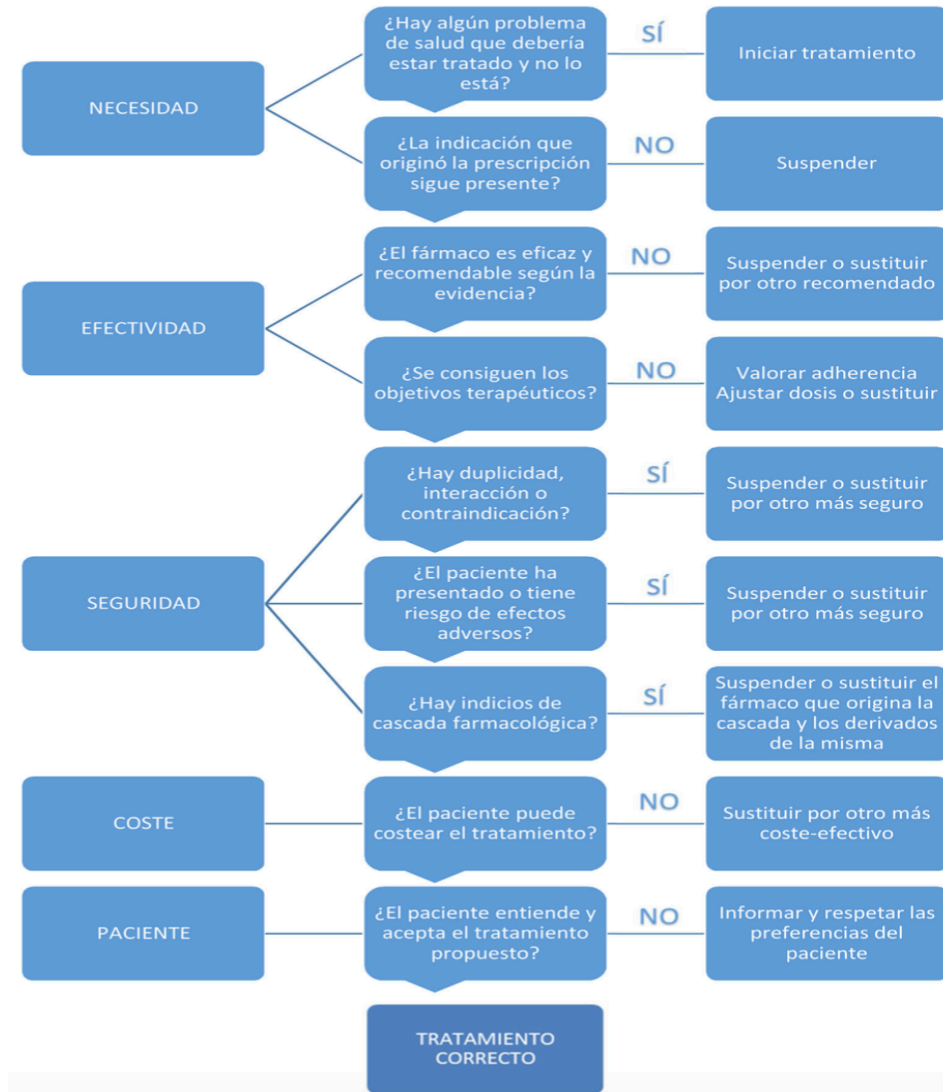 ¿Hay algún problema
de salud que debería
estar tratado y no lo
está?
SÍ
Iniciar tratamiento
NECESIDAD
¿La indicación que
originó la prescripción
sigue presente?
NO
Suspender
¿El fármaco es eficaz y
recomendable según la
evidencia?
NO
Suspender o sustituir
por otro recomendado
EFECTIVIDAD
¿Se consiguen los
objetivos terapéuticos?
NO
Valorar adherencia
Ajustar dosis o sustituir
¿Hay duplicidad,
interacción o
contraindicación?
SÍ
Suspender o sustituir
por otro más seguro
SEGURIDAD
¿El paciente ha
presentado o tiene
riesgo de efectos
adversos?
SÍ
Suspender o sustituir
por otro más seguro
¿Hay indicios de
cascada farmacológica?
SÍ
Suspender o sustituir el
fármaco que origina la
cascada y los derivados
de la misma
COSTE
¿El paciente puede
costear el tratamiento?
NO
Sustituir por otro más
coste-efectivo
PACIENTE
¿El paciente entiende y
acepta el tratamiento
propuesto?
NO
Informar y respetar las
preferencias del
paciente
TRATAMIENTO
CORRECTO